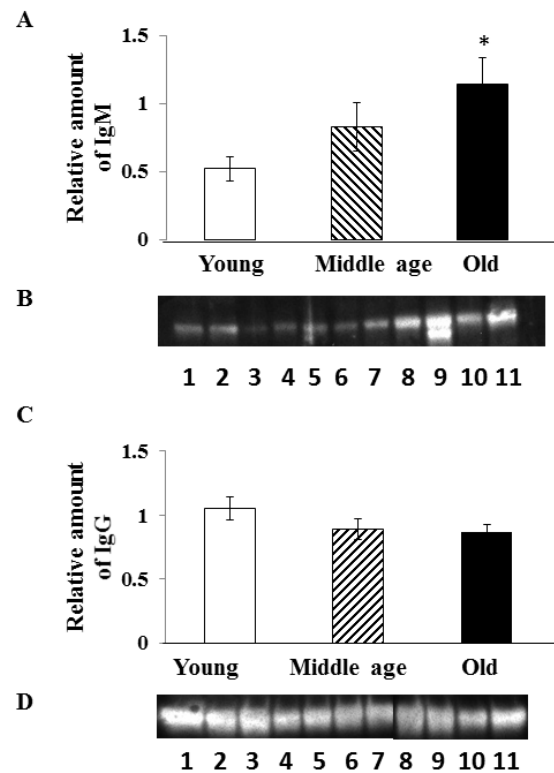 A
Relative amount
of IgM
1.5
1
0.5
0
*
Young Middle age Old
B
1 2 3 4 5 6 7 8 9 10 11
C
Relative amount
of IgG
1.5
1
0.5
0
Young Middle age Old
D
1 2 3 4 5 6 7 8 9 10 11